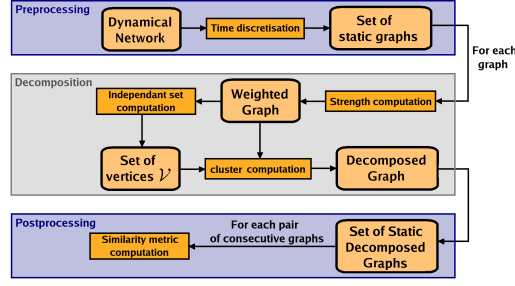 Preprocessing
Dynamical
Network
Time discretisation
Set of
static graphs
For each
graph
Decomposition
Independant set
computation
Weighted
Graph
Strength computation
Set of
vertices 𝒱
cluster computation
Decomposed
Graph
Postprocessing
Similarity metric
computation
For each pair
of consecutive graphs
Set of Static
Decomposed
Graphs